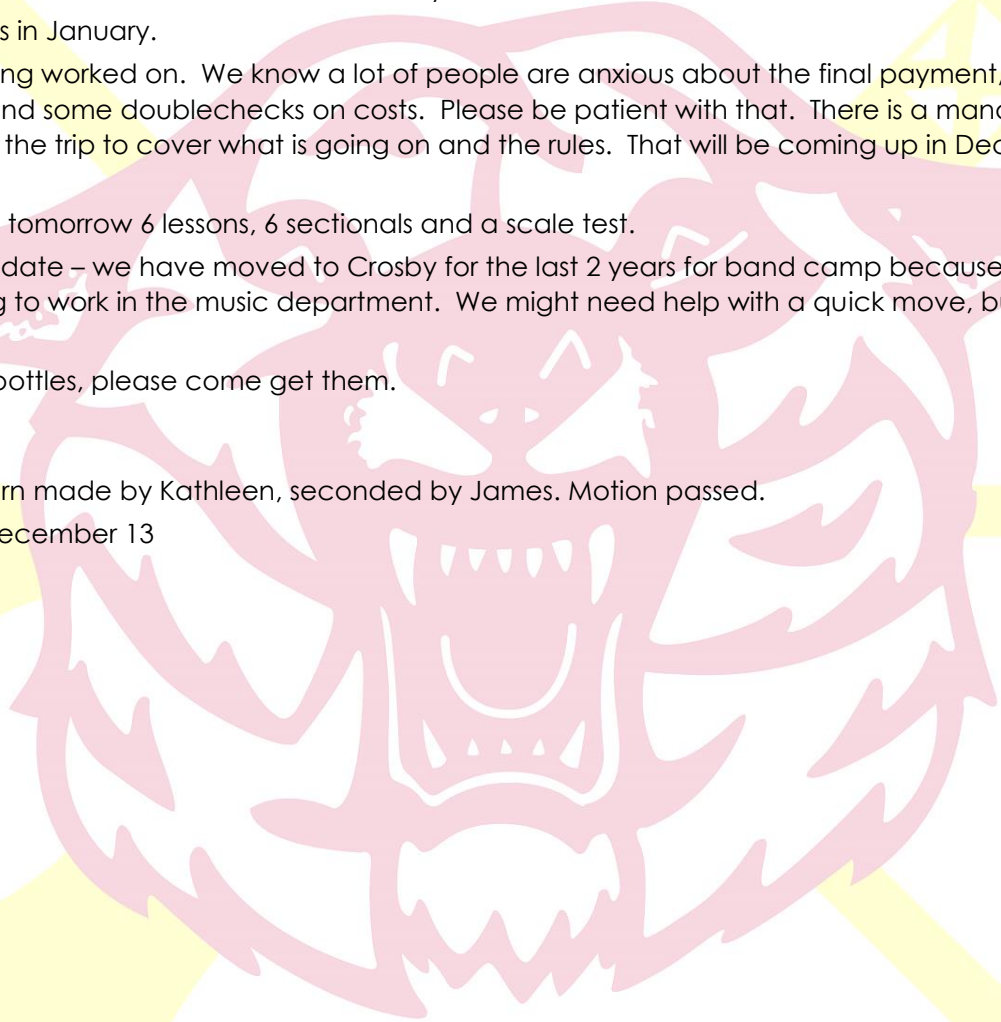 s in January.
ng worked on.  We know a lot of people are anxious about the final payment,
nd some doublechecks on costs.  Please be patient with that.  There is a mand
the trip to cover what is going on and the rules.  That will be coming up in Dec
tomorrow 6 lessons, 6 sectionals and a scale test.
date – we have moved to Crosby for the last 2 years for band camp because
g to work in the music department.  We might need help with a quick move, bu
bottles, please come get them.
rn made by Kathleen, seconded by James. Motion passed.
ecember 13